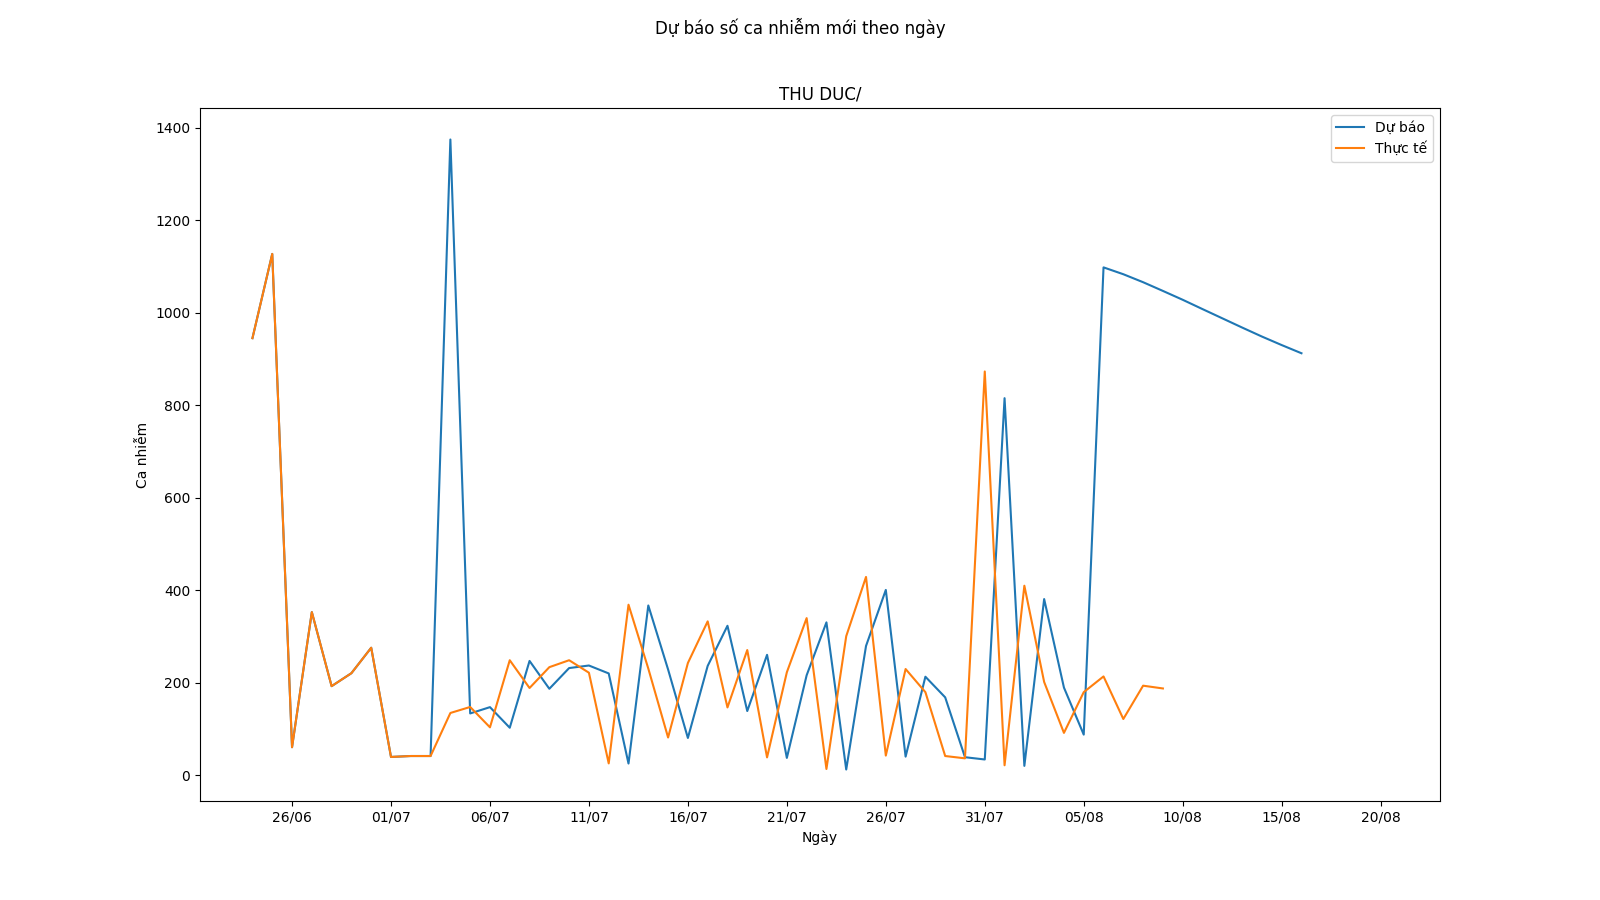 Dự báo số ca nhiễm mới theo ngày
THU DUC/
Dự báo
Thực tế
1400
1200
1000
800
600
400
200
0
Ca nhiễm
26/06 01/07 06/07 11/07 16/07 21/07 26/07 31/07 05/08 10/08 15/08 20/08
Ngày